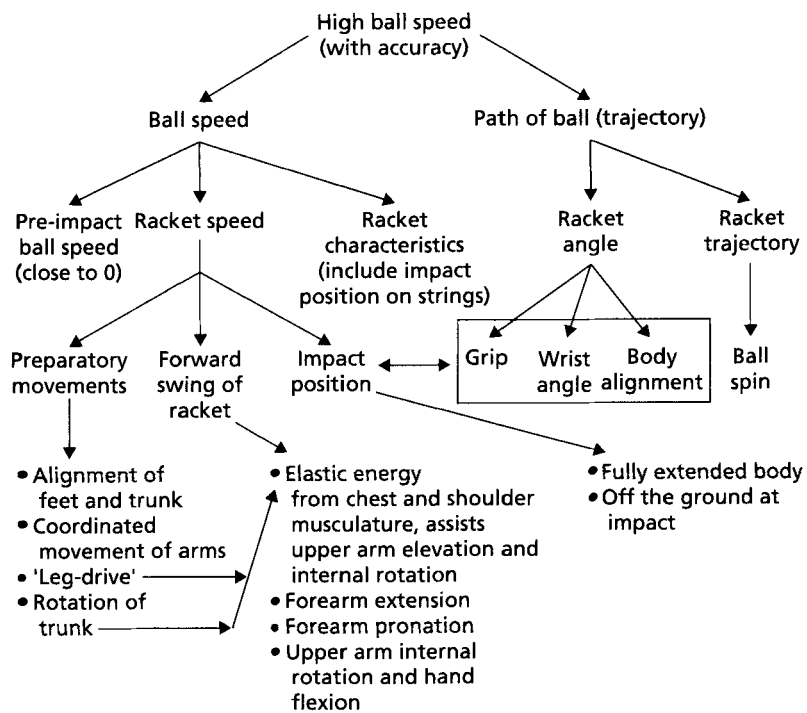 High ball speed
(with accuracy)
Ball speed
Path of ball (trajectory)
Pre-impact
ball speed
(close to 0)
Racket speed
Racket
characteristics
(include impact
position on strings)
Racket
angle
Racket
trajectory
Preparatory
movements
Forward
swing of
racket
Impact
position
Grip
Wrist
angle
Body
alignment
Ball
spin
• Alignment of
feet and trunk
• Coordinated
movement of arms
• 'Leg-drive'
• Rotation of
trunk
• Elastic energy
from chest and shoulder
musculature, assists
upper arm elevation and
internal rotation
• Forearm extension
• Forearm pronation
• Upper arm internal
rotation and hand
flexion
• Fully extended body
• Off the ground at
impact